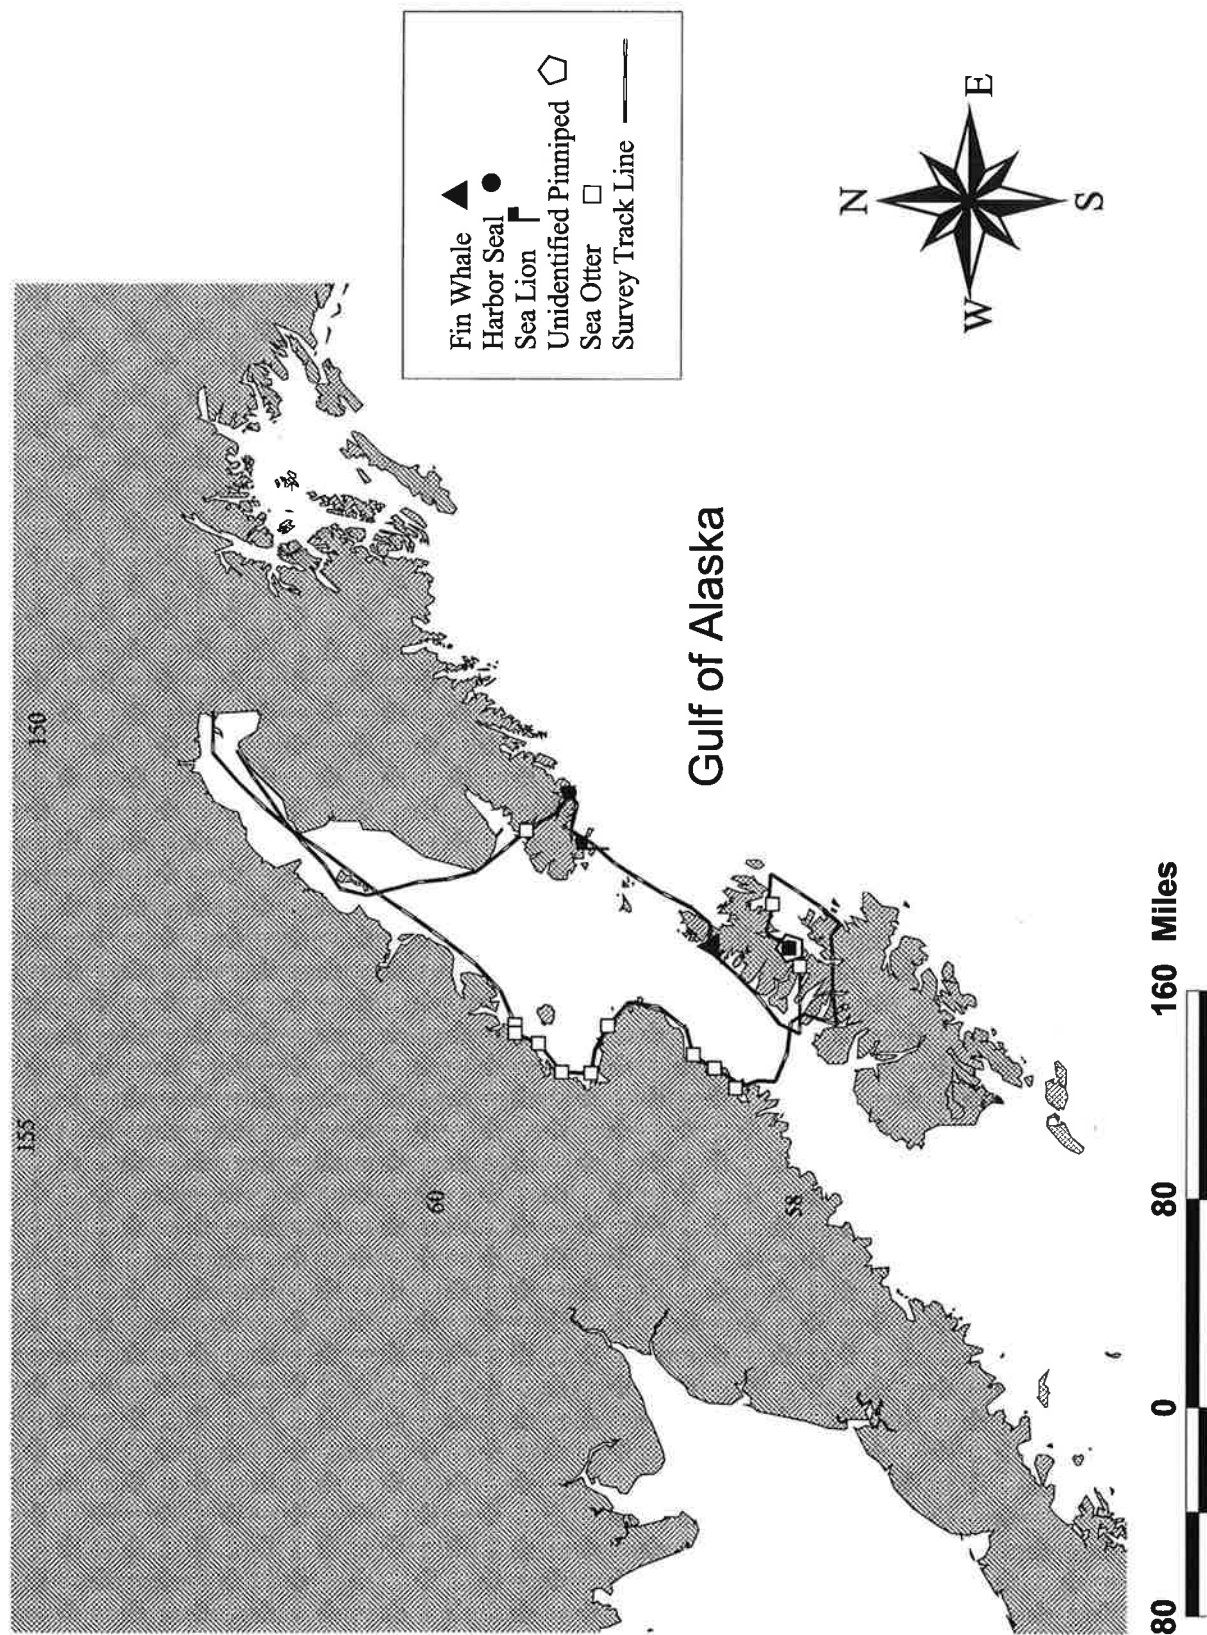 155
150
60
58
Gulf of Alaska
Fin Whale
Harbor Seal
Sea Lion
Unidentified Pinniped
Sea Otter
Survey Track Line
N
W
E
S
80
0
80
160 Miles